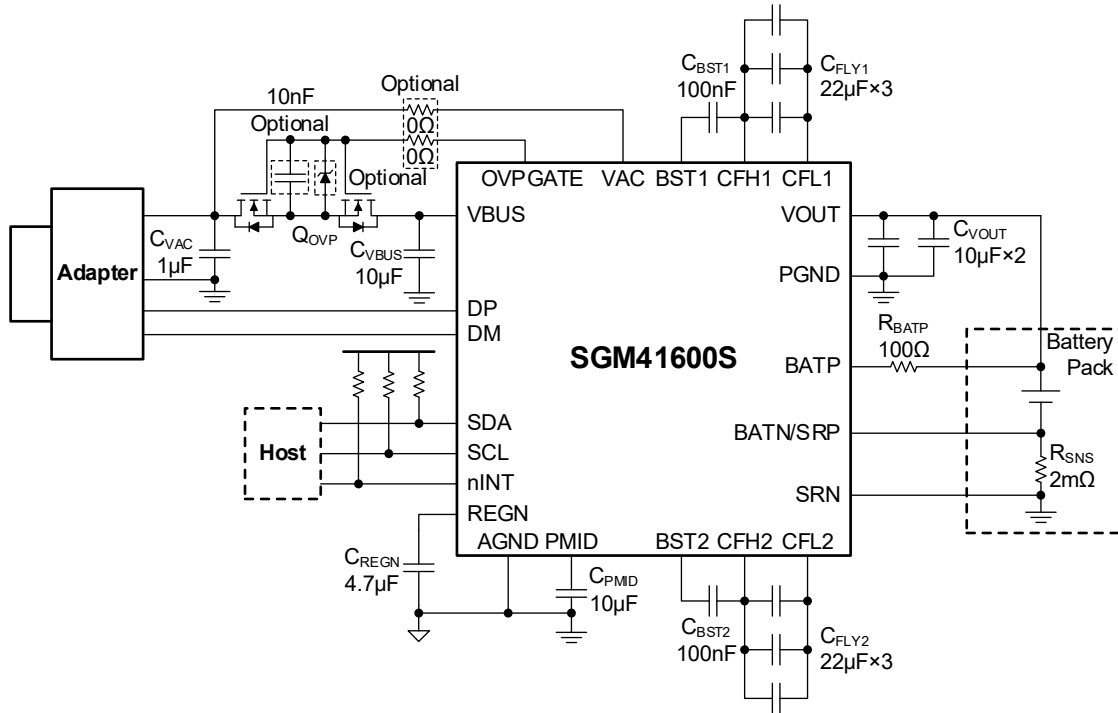 CBST1
100nF
CFLY1
22µF×3
Optional
10nF
0Ω
Optional
0Ω
Optional
OVPGATE
VAC
BST1
CFH1
CFL1
VBUS
VOUT
CVAC
1µF
QOVP
CVBUS
10µF
CVOUT
10µF×2
PGND
Adapter
DP
DM
SGM41600S
RBATP
100Ω
BATP
Battery
Pack
SDA
BATN/SRP
Host
SCL
nINT
RSNS
2mΩ
SRN
REGN
AGND
PMID
BST2
CFH2
CFL2
CREGN
4.7µF
CPMID
10µF
CBST2
100nF
CFLY2
22µF×3